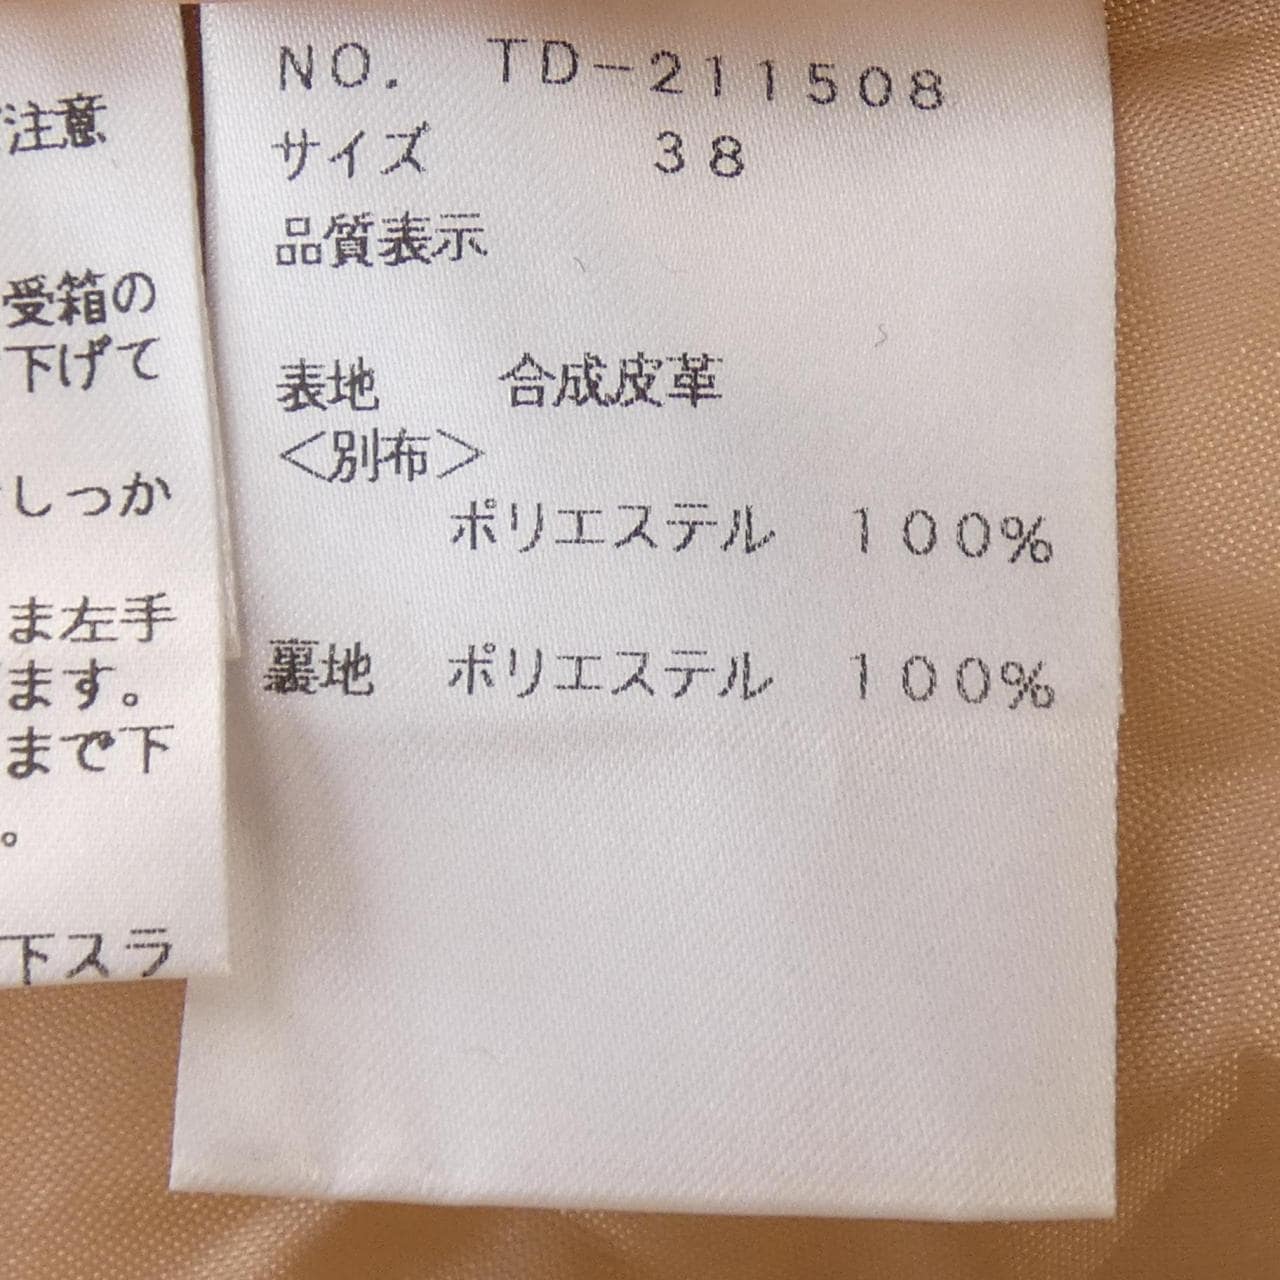 注意
受箱の
下げて
しっか
ま左手
ます。
まで下
。
下スラ
NO. TD-211508
サイズ 38
品質表示
表地 合成皮革
<別布>
ポリエステル 100%
裏地 ポリエステル 100%